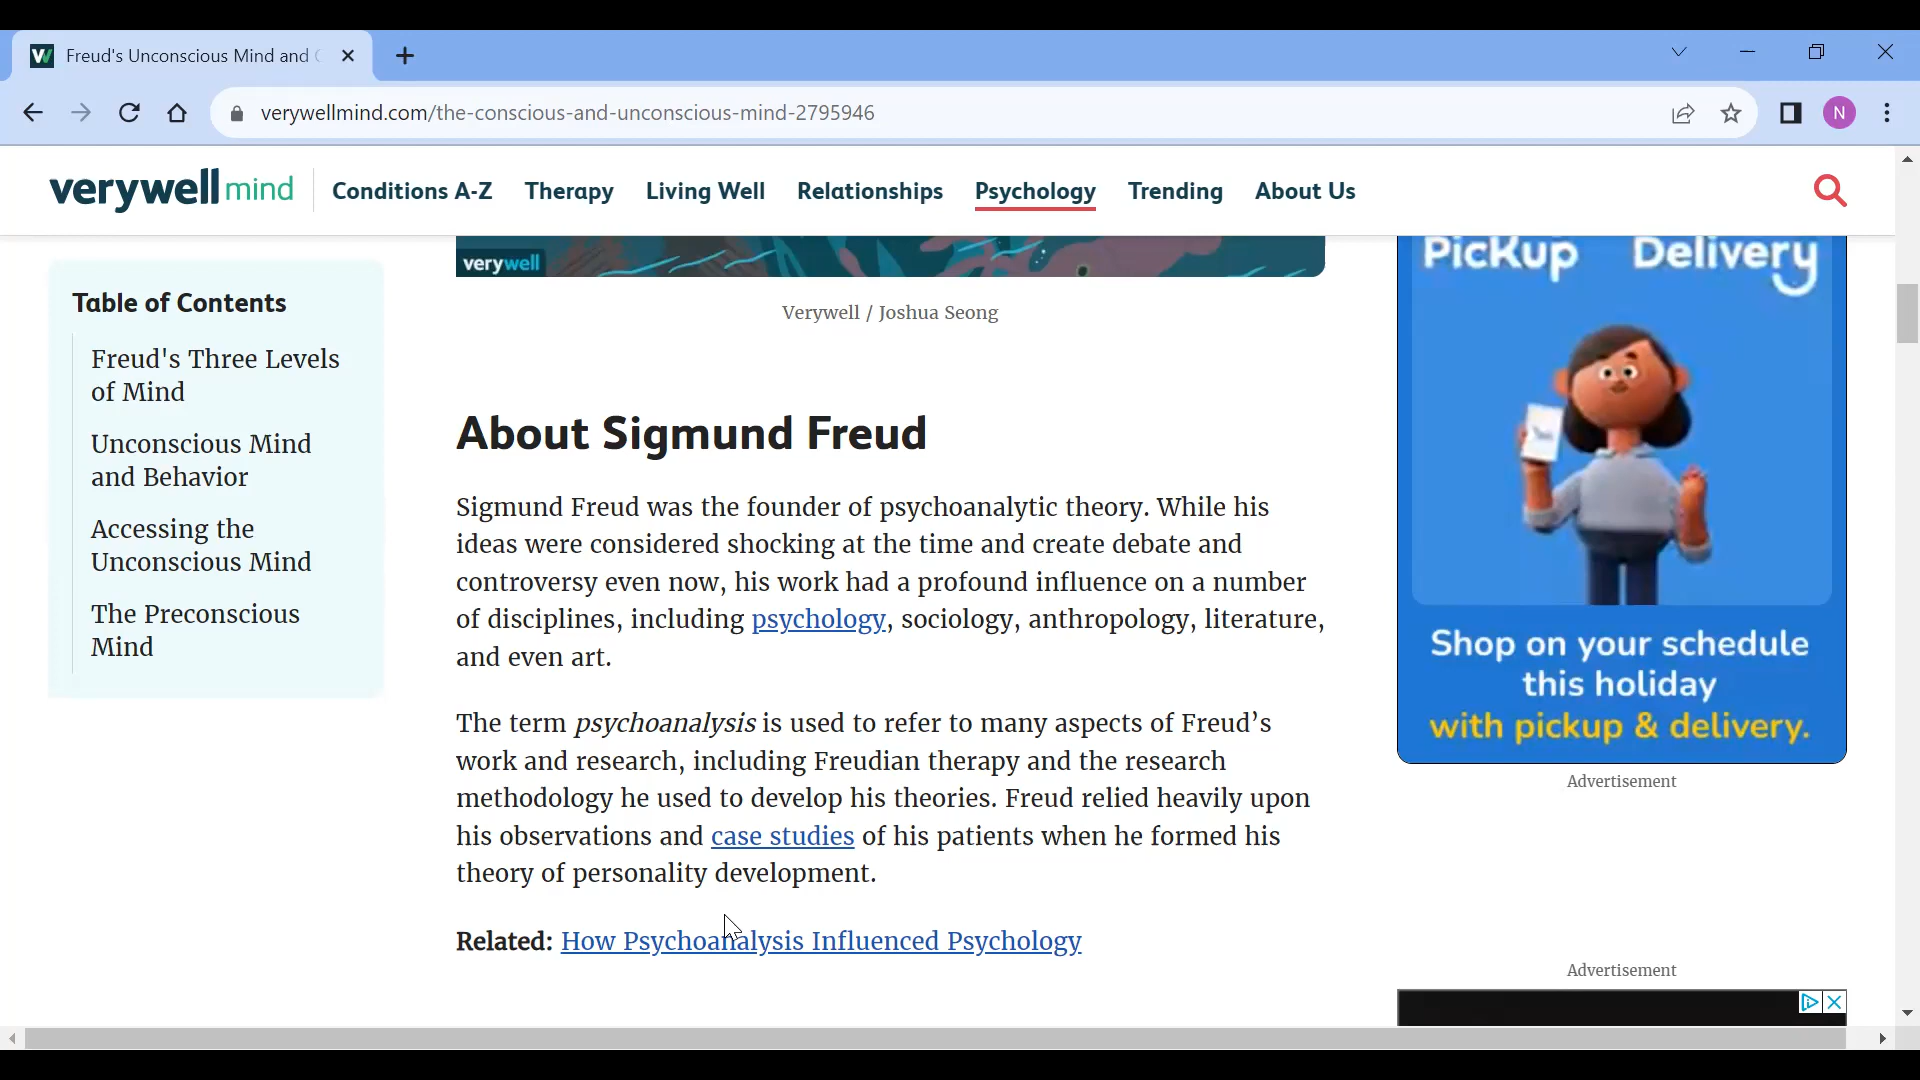 Freud's Unconscious Mind and
verywellmind.com/the-conscious-and-unconscious-mind-2795946
N
verywell mind
Conditions A-Z Therapy Living Well Relationships Psychology Trending About Us
Table of Contents
Freud's Three Levels
of Mind
Unconscious Mind
and Behavior
Accessing the
Unconscious Mind
The Preconscious
Mind
verywell
Verywell / Joshua Seong
About Sigmund Freud
Sigmund Freud was the founder of psychoanalytic theory. While his
ideas were considered shocking at the time and create debate and
controversy even now, his work had a profound influence on a number
of disciplines, including psychology, sociology, anthropology, literature,
and even art.
The term psychoanalysis is used to refer to many aspects of Freud’s
work and research, including Freudian therapy and the research
methodology he used to develop his theories. Freud relied heavily upon
his observations and case studies of his patients when he formed his
theory of personality development.
Related: How Psychoanalysis Influenced Psychology
Pickup Delivery
Shop on your schedule
this holiday
with pickup & delivery.
Advertisement
Advertisement